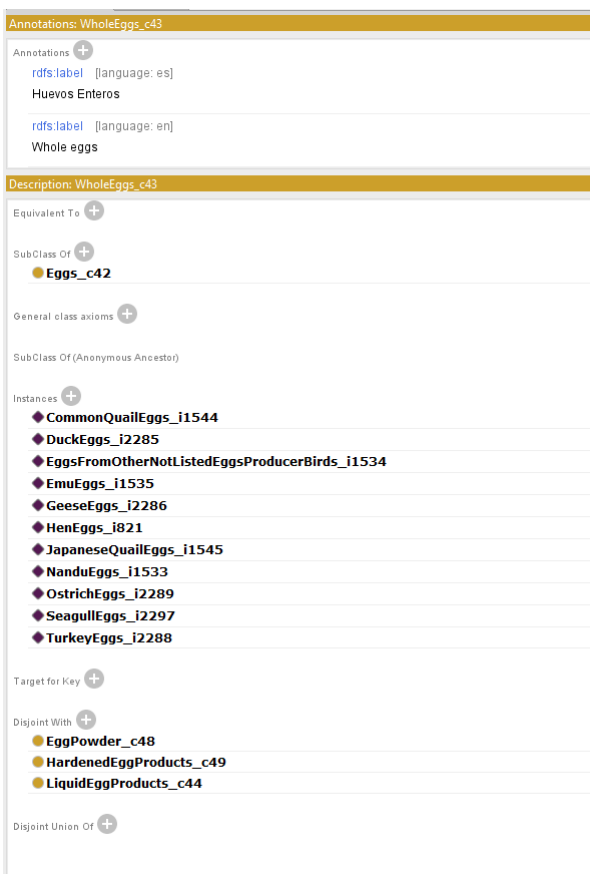 Annotations: WholeEggs_c43
Annotations
rdfs:label [language: es]
Huevos Enteros
rdfs:label [language: en]
Whole eggs
Description: WholeEggs_c43
Equivalent To
SubClass Of
Eggs_c42
General class axioms
SubClass Of (Anonymous Ancestor)
Instances
CommonQuailEggs_i1544
DuckEggs_i2285
EggsFromOtherNotListedEggsProducerBirds_i1534
EmuEggs_i1535
GeeseEggs_i2286
HenEggs_i821
JapaneseQuailEggs_i1545
NanduEggs_i1533
OstrichEggs_i2289
SeagullEggs_i2297
TurkeyEggs_i2288
Target for Key
Disjoint With
EggPowder_c48
HardenedEggProducts_c49
LiquidEggProducts_c44
Disjoint Union Of